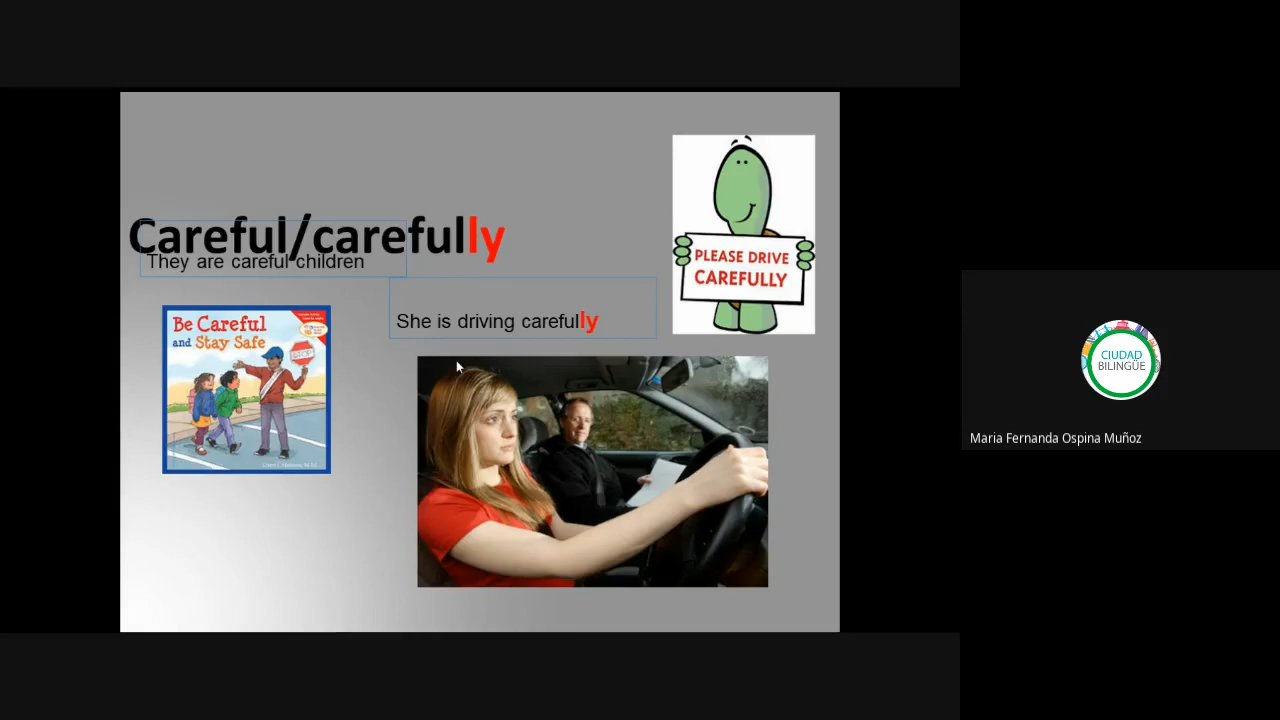 Careful/carefully
They are careful children
She is driving carefully
PLEASE DRIVE
CAREFULLY
Be Careful
and Stay Safe
STOP
CIUDAD
BILINGÜE
Maria Fernanda Ospina Muñoz